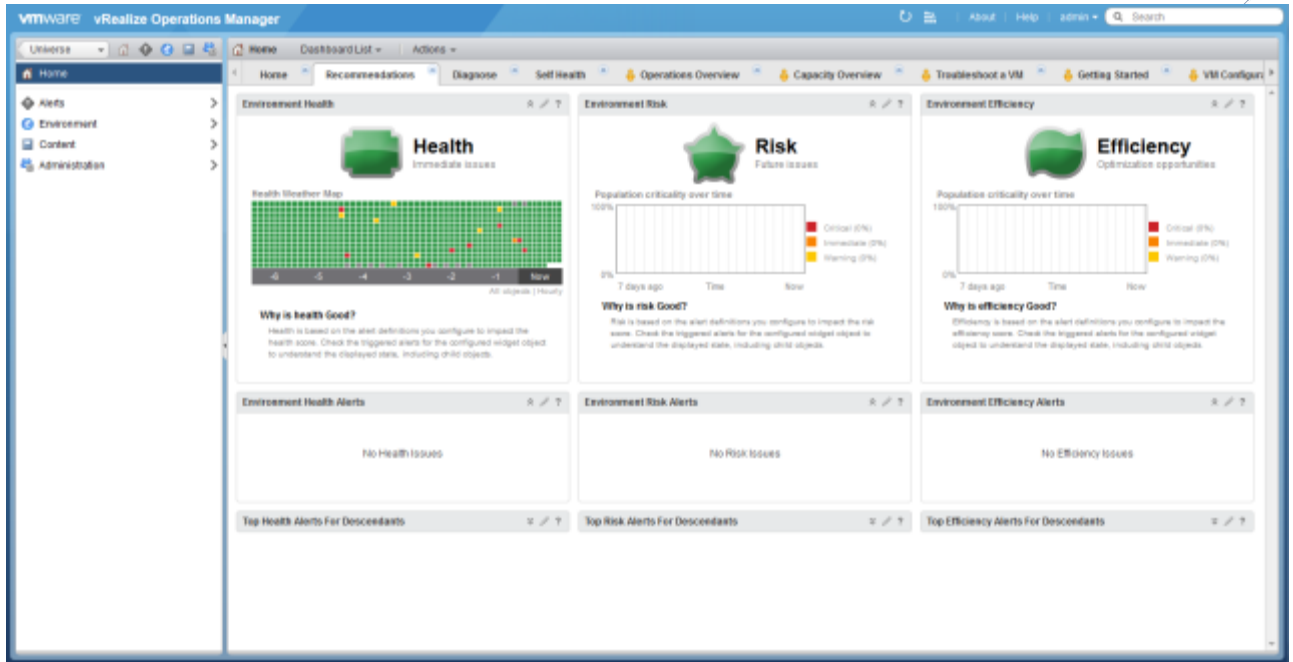 vmware vRealize Operations Manager
About Help admin Search
Universe
Home Dashboard List Actions
Home
Home Recommendations Diagnose Self Health Operations Overview Capacity Overview Troubleshoot a VM Getting Started VM Configura
Alerts
Environment
Content
Administration
Environment Health ?
Health
Immediate issues
Health Weather Map
-6 -5 -4 -3 -2 -1 Now
All objects | Hourly
Why is health Good?
Health is based on the alert definitions you configure to impact the
health score. Check the triggered alerts for the configured widget object
to understand the displayed state, including child objects.
Environment Risk ?
Risk
Future issues
Population criticality over time
100%
Critical (0%)
Immediate (0%)
Warning (0%)
0%
7 days ago Time Now
Why is risk Good?
Risk is based on the alert definitions you configure to impact the risk
score. Check the triggered alerts for the configured widget object to
understand the displayed state, including child objects.
Environment Efficiency ?
Efficiency
Optimization opportunities
Population criticality over time
100%
Critical (0%)
Immediate (0%)
Warning (0%)
0%
7 days ago Time Now
Why is efficiency Good?
Efficiency is based on the alert definitions you configure to impact the
efficiency score. Check the triggered alerts for the configured widget
object to understand the displayed state, including child objects.
Environment Health Alerts ?
No Health Issues
Environment Risk Alerts ?
No Risk Issues
Environment Efficiency Alerts ?
No Efficiency Issues
Top Health Alerts For Descendants ?
Top Risk Alerts For Descendants ?
Top Efficiency Alerts For Descendants ?